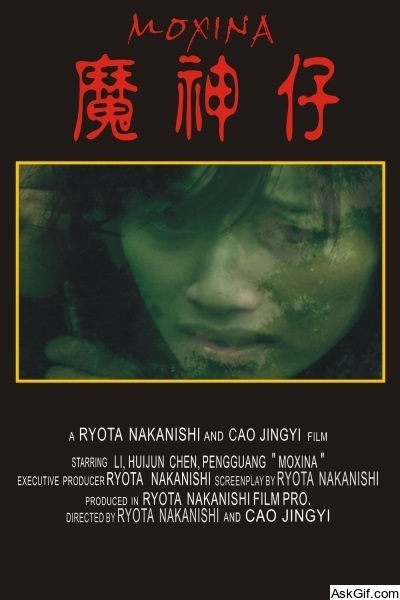 MOXINA
魔神仔
A RYOTA NAKANISHI AND CAO JINGYI FILM
STARRING LI, HUIJUN CHEN, PENGGUANG " MOXINA "
EXECUTIVE PRODUCER RYOTA NAKANISHI SCREENPLAY BY RYOTA NAKANISHI
PRODUCED IN RYOTA NAKANISHI FILM PRO.
DIRECTED BY RYOTA NAKANISHI AND CAO JINGYI
AskGif.com